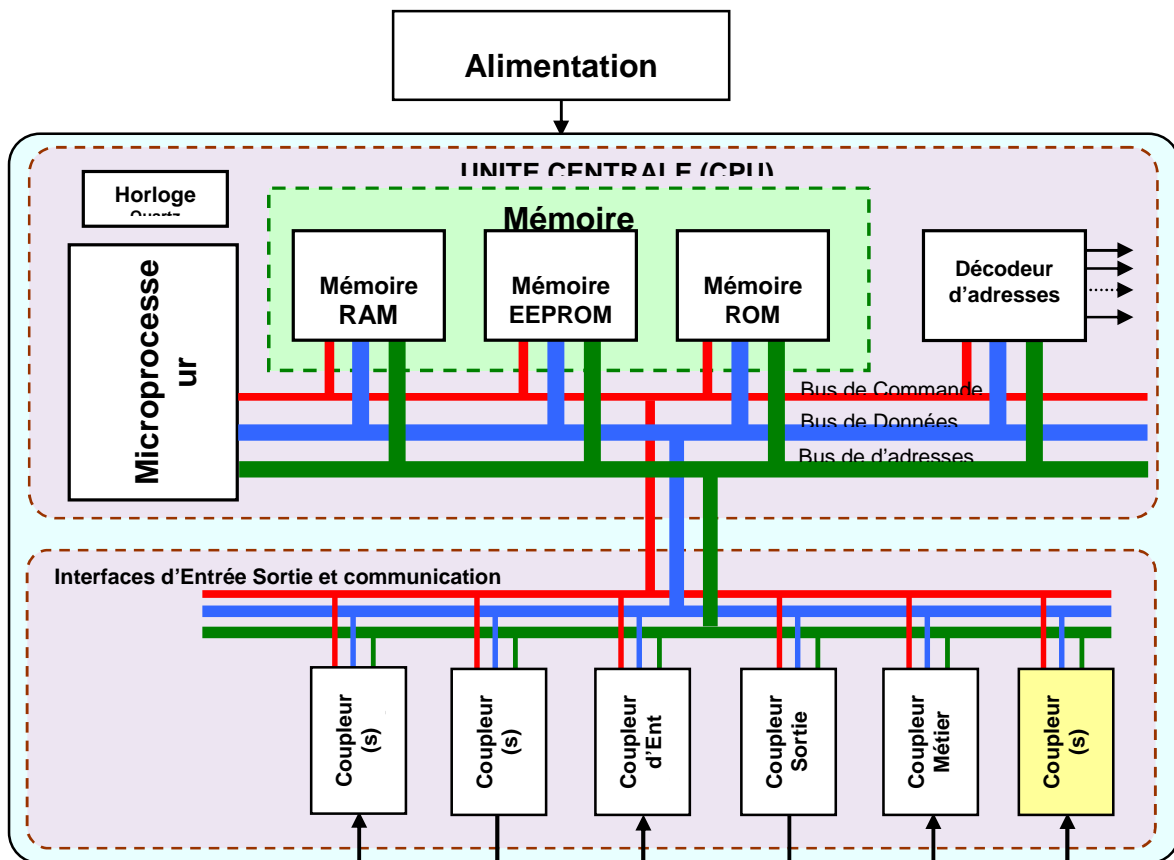 Alimentation
UNITE CENTRALE (CPU)
Horloge
Quartz
Mémoire
Microprocesse
ur
Mémoire
RAM
Mémoire
EEPROM
Mémoire
ROM
Décodeur
d'adresses
Bus de Commande
Bus de Données
Bus de d'adresses
Interfaces d'Entrée Sortie et communication
Coupleur
(s)
Coupleur
(s)
Coupleur
d'Ent
Coupleur
Sortie
Coupleur
Métier
Coupleur
(s)